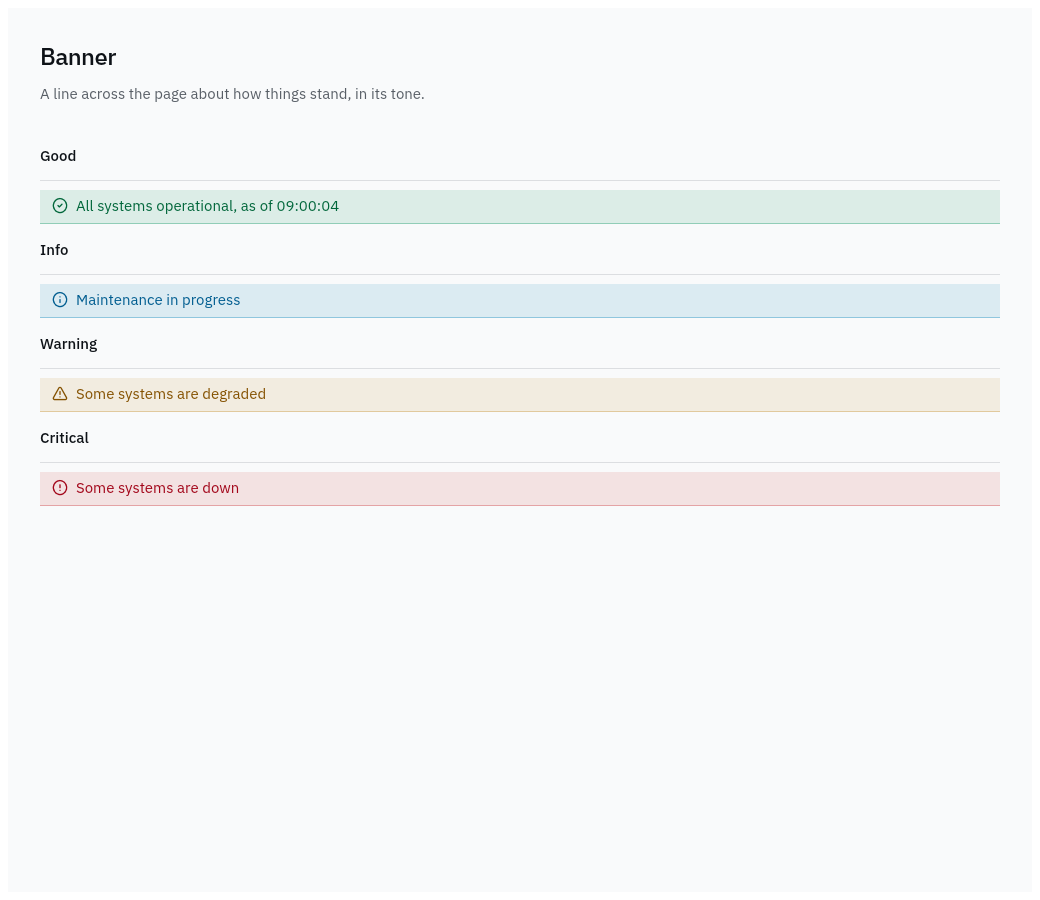 Banner
A line across the page about how things stand, in its tone.
Good
All systems operational, as of 09:00:04
Info
Maintenance in progress
Warning
Some systems are degraded
Critical
Some systems are down